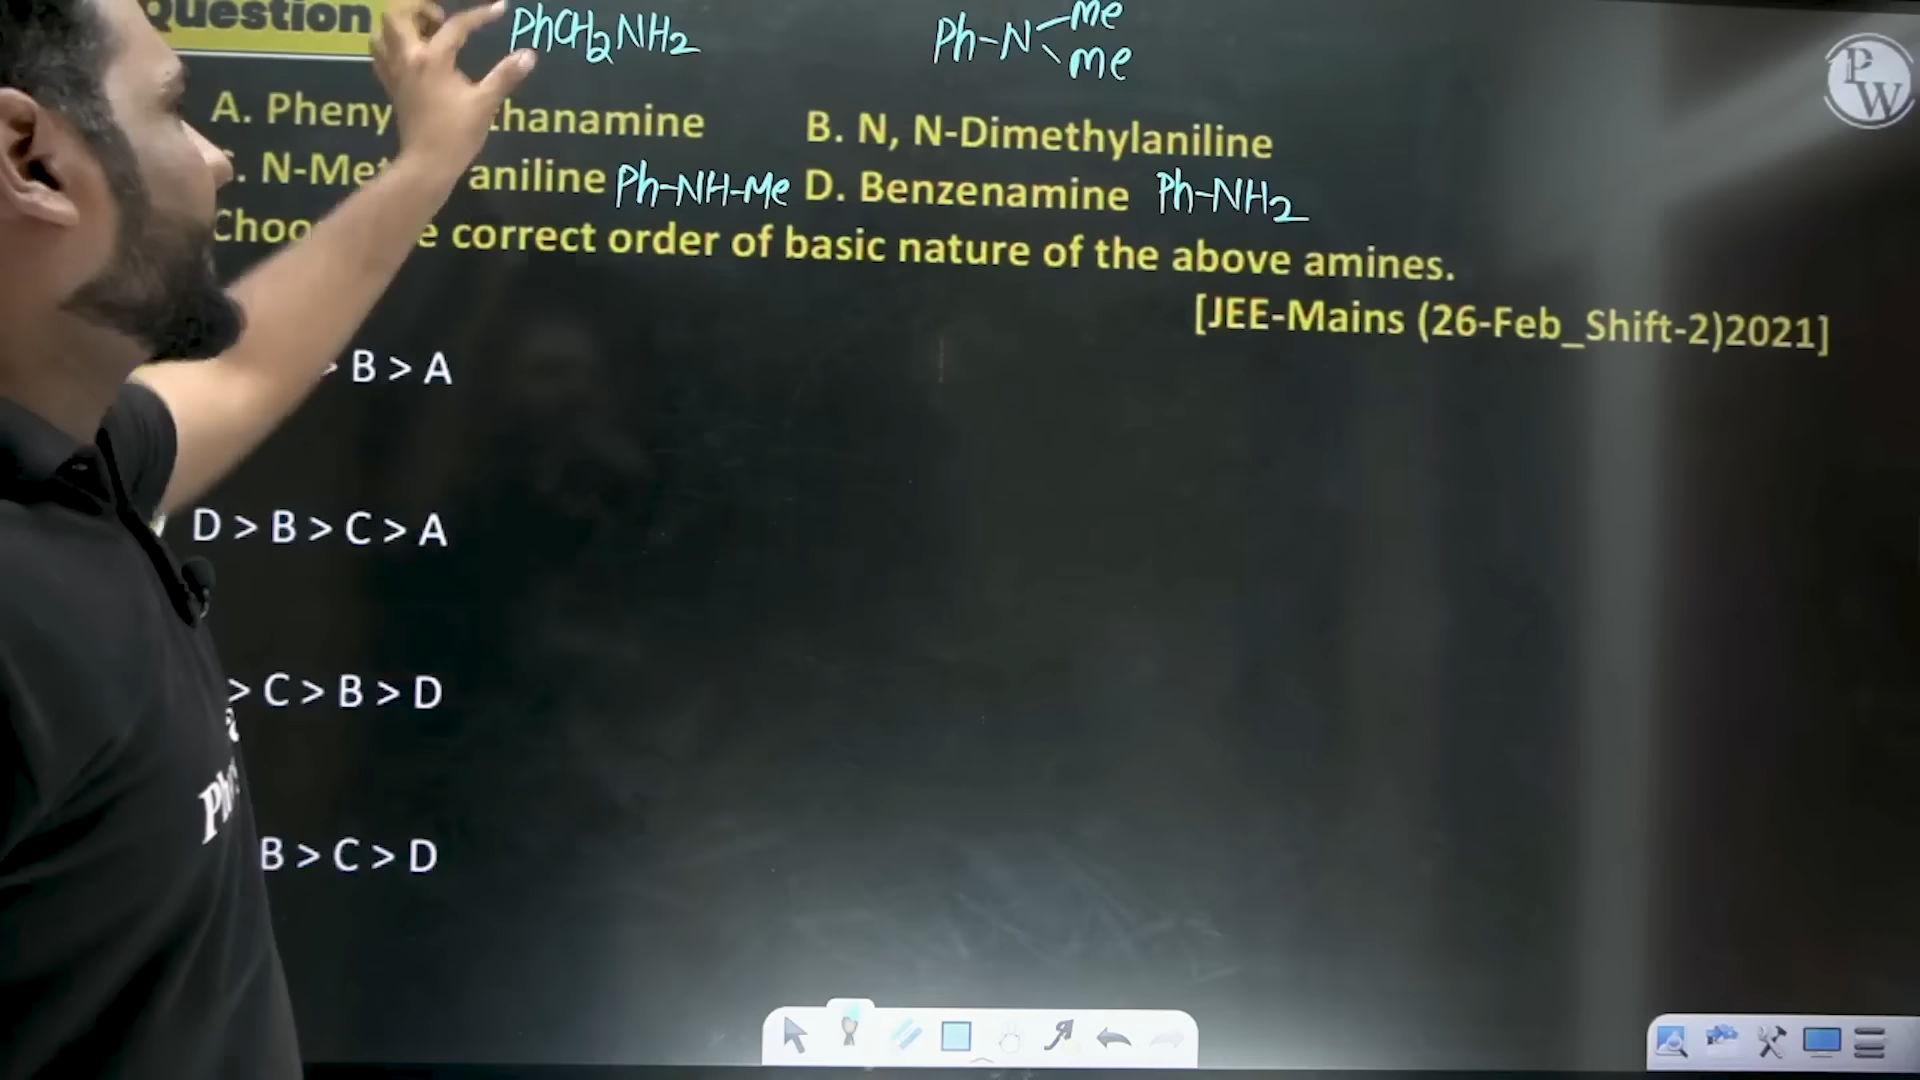 Question PhCH2NH2 Ph-N Me Me
A. Pheny thanamine B. N, N-Dimethylaniline
C. N-Met aniline Ph-NH-Me D. Benzenamine Ph-NH2
Choo e correct order of basic nature of the above amines.
[JEE-Mains (26-Feb_Shift-2)2021]
> B > A
D > B > C > A
> C > B > D
B > C > D
PW